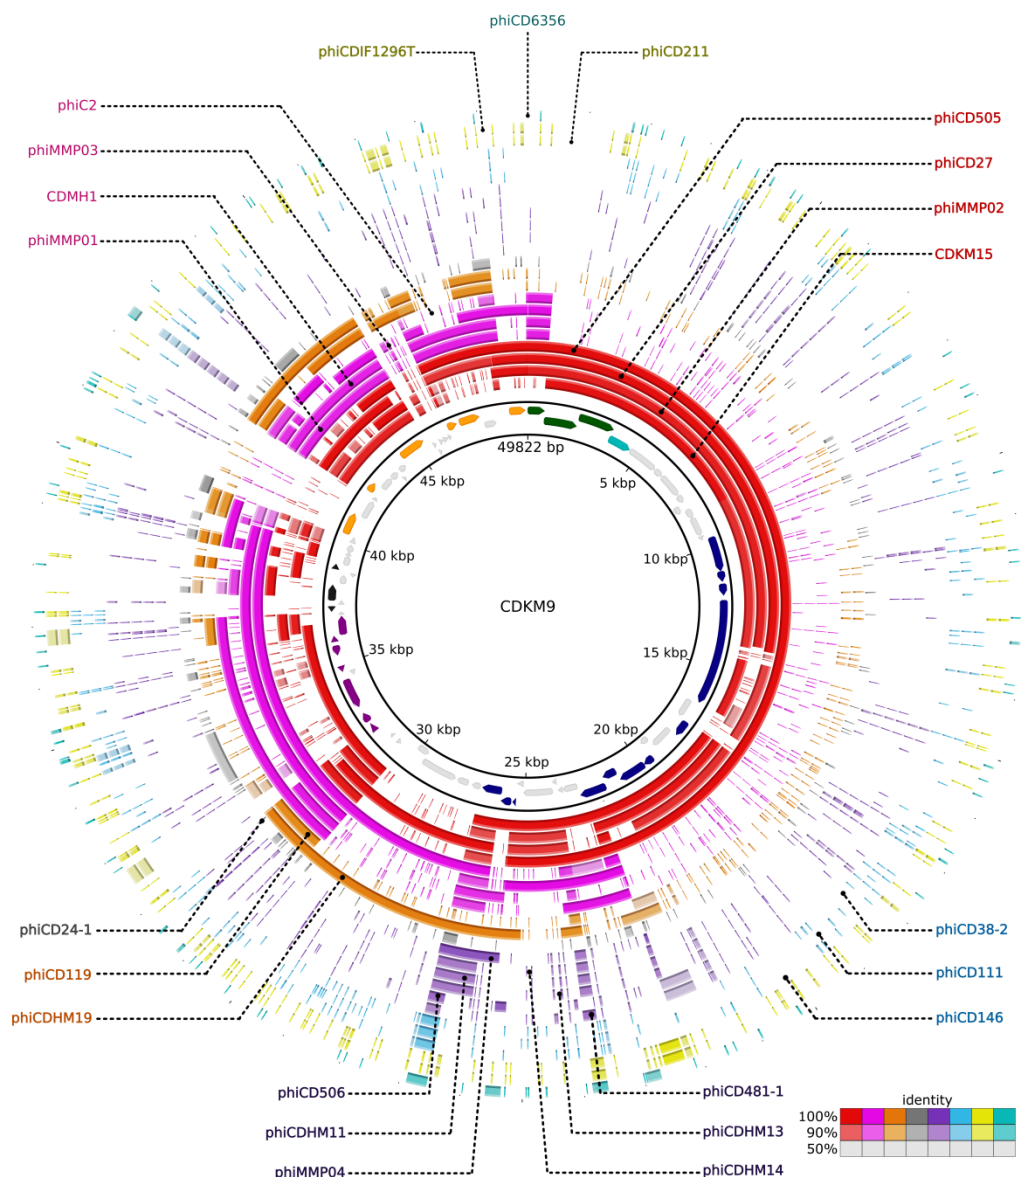 phiCD6356
phiCDIF1296T
phiCD211
phiC2
phiCD505
phiMMP03
phiCD27
CDMH1
phiMMP02
phiMMP01
CDKM15
49822 bp
45 kbp
5 kbp
40 kbp
10 kbp
CDKM9
35 kbp
15 kbp
30 kbp
20 kbp
25 kbp
phiCD24-1
phiCD38-2
phiCD119
phiCD111
phiCDHM19
phiCD146
phiCD506
phiCD481-1
phiCDHM11
phiCDHM13
phiMMP04
phiCDHM14
identity
100%
90%
50%